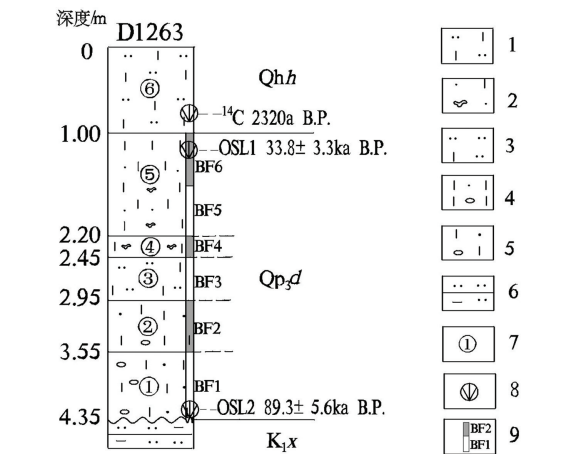 深度/m
D1263
0
⑥
Qhh
¹⁴C 2320a B.P.
1.00
OSL1 33.8± 3.3ka B.P.
BF6
⑤
BF5
2.20
④
BF4
2.45
③
BF3
Qp₃d
2.95
②
BF2
3.55
①
BF1
OSL2 89.3± 5.6ka B.P.
4.35
K₁x
1
2
3
4
5
6
① 7
8
BF2
BF1
9